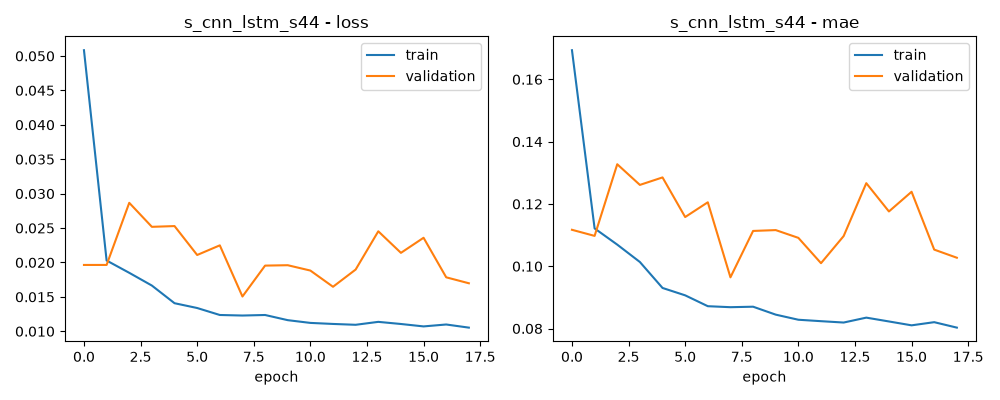 s_cnn_lstm_s44 - loss
0.050
0.045
0.040
0.035
0.030
0.025
0.020
0.015
0.010
0.0 2.5 5.0 7.5 10.0 12.5 15.0 17.5
epoch
train
validation
s_cnn_lstm_s44 - mae
0.16
0.14
0.12
0.10
0.08
0.0 2.5 5.0 7.5 10.0 12.5 15.0 17.5
epoch
train
validation